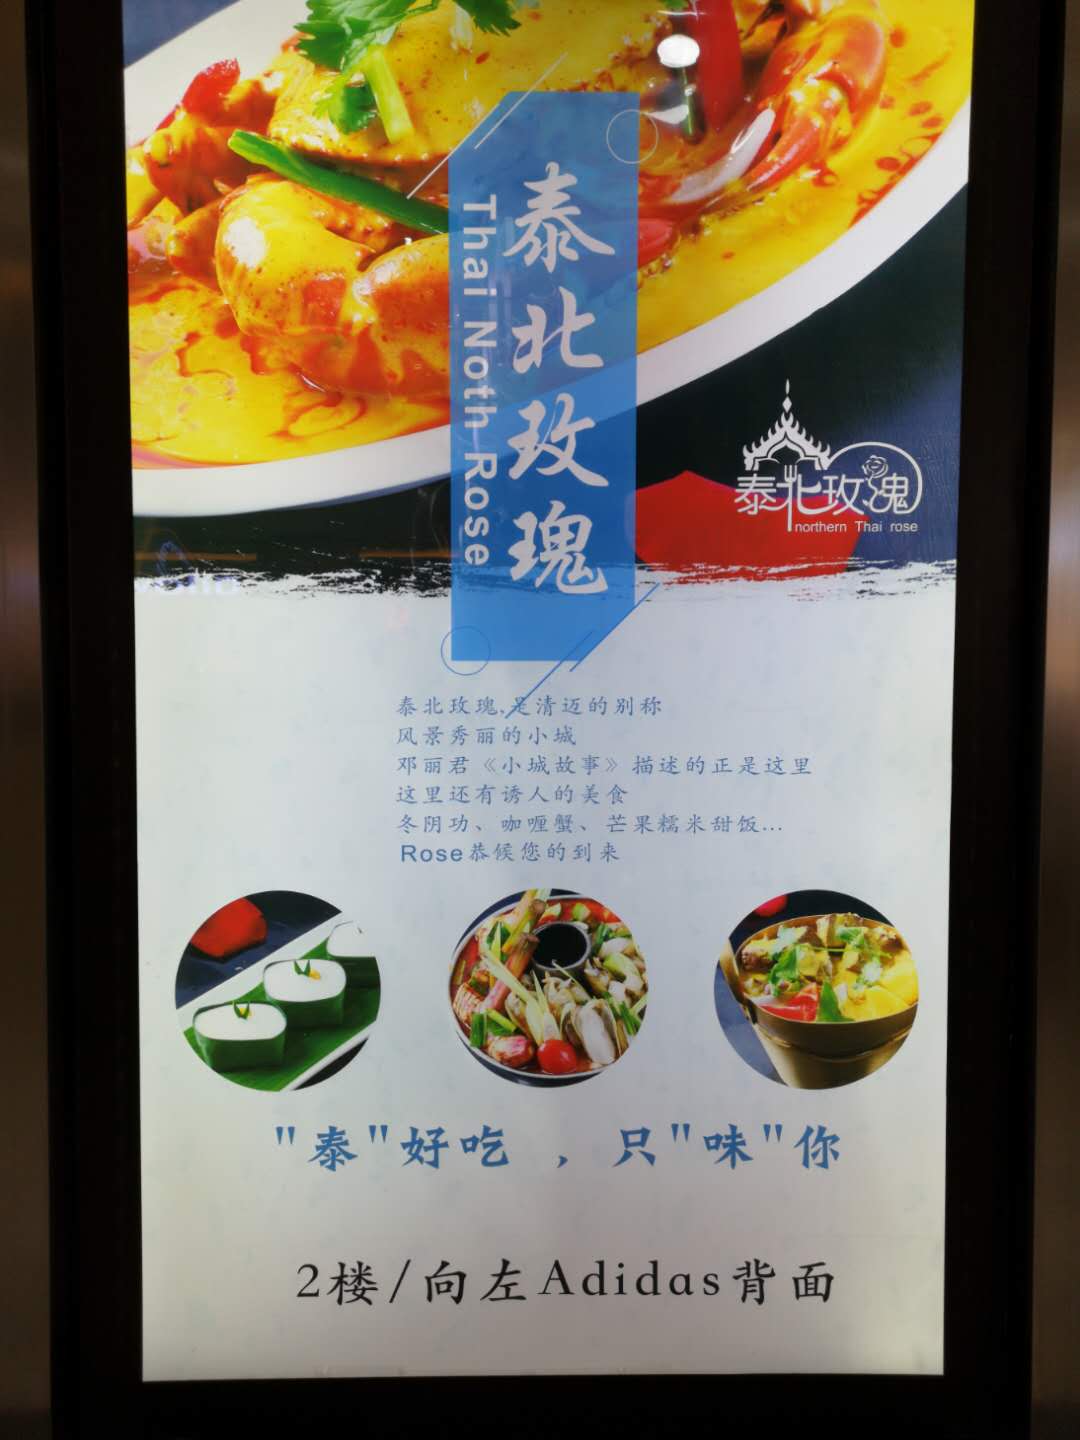 泰北玫瑰
Thai Noth Rose
泰北玫瑰
northern Thai rose
泰北玫瑰,是清迈的别称
风景秀丽的小城
邓丽君《小城故事》描述的正是这里
这里还有诱人的美食
冬阴功、咖喱蟹、芒果糯米甜饭...
Rose恭候您的到来
"泰"好吃 , 只"味"你
2楼/向左Adidas背面